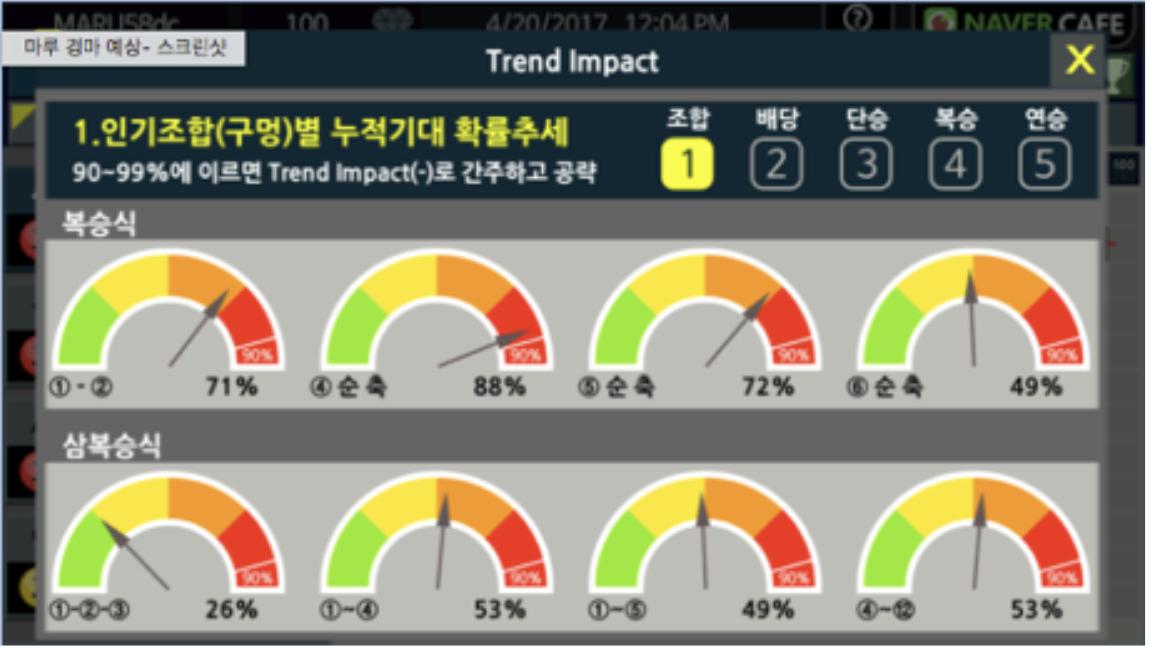 MARU58dc 100 4/20/2017 12:04 PM ? NAVER CAFE
마루 경마 예상- 스크린샷
Trend Impact X
1.인기조합(구멍)별 누적기대 확률추세
90~99%에 이르면 Trend Impact(-)로 간주하고 공략
조합 배당 단승 복승 연승
1 2 3 4 5
100
복승식
90% 90% 90% 90%
①-② 71% ④순축 88% ⑤순축 72% ⑥순축 49%
삼복승식
90% 90% 90% 90%
①-②-③ 26% ①~④ 53% ①~⑤ 49% ④~⑫ 53%